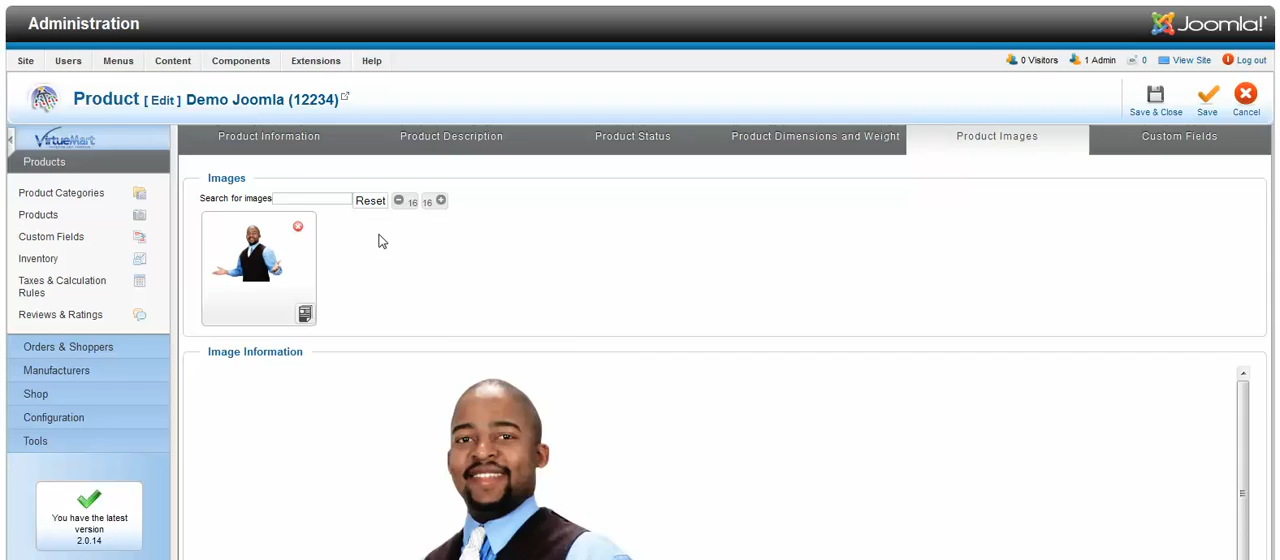 Administration
Joomla!
Site Users Menus Content Components Extensions Help
0 Visitors 1 Admin 0 View Site Log out
Product [ Edit ] Demo Joomla (12234)
Save & Close Save Cancel
VirtueMart
Product Information Product Description Product Status Product Dimensions and Weight Product Images Custom Fields
Products
Product Categories
Products
Custom Fields
Inventory
Taxes & Calculation
Rules
Reviews & Ratings
Orders & Shoppers
Manufacturers
Shop
Configuration
Tools
You have the latest
version
2.0.14
Images
Search for images Reset 16 16
Image Information